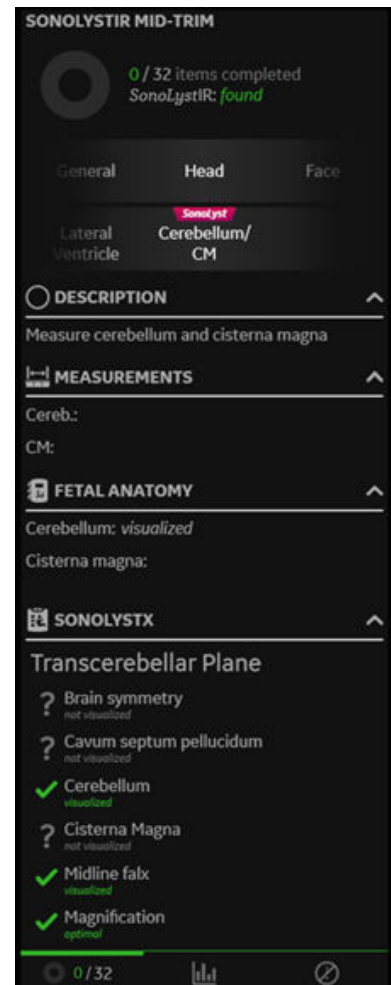 SONOLYSTIR MID-TRIM
0 / 32 items completed
SonoLystIR: found
General Head Face
SonoLyst
Lateral Ventricle Cerebellum/ CM
DESCRIPTION
Measure cerebellum and cisterna magna
MEASUREMENTS
Cereb.:
CM:
FETAL ANATOMY
Cerebellum: visualized
Cisterna magna:
SONOLYSTX
Transcerebellar Plane
? Brain symmetry
not visualized
? Cavum septum pellucidum
not visualized
Cerebellum
visualized
? Cisterna Magna
not visualized
Midline falx
visualized
Magnification
optimal
0/32